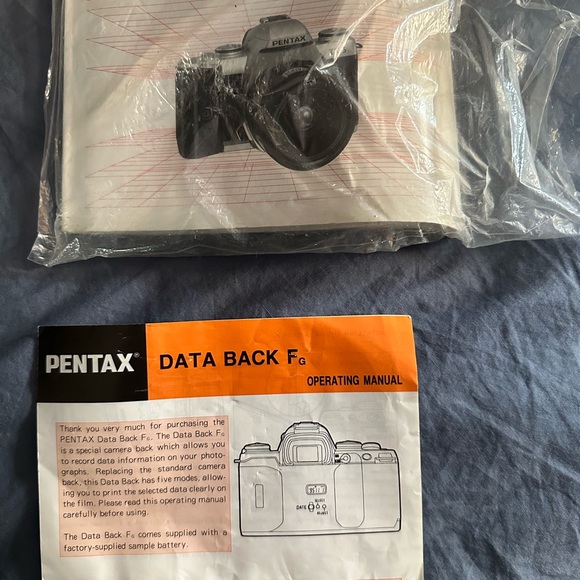 PENTAX
PENTAX® DATA BACK FG
OPERATING MANUAL
Thank you very much for purchasing the
PENTAX Data Back FG. The Data Back FG
is a special camera back which allows you
to record data information on your photo-
graphs. Replacing the standard camera
back, this Data Back has five modes, allow-
ing you to print the selected data clearly on
the film. Please read this operating manual
carefully before using.
The Data Back FG comes supplied with a
factory-supplied sample battery.
SELECT
DATE
ADJUST